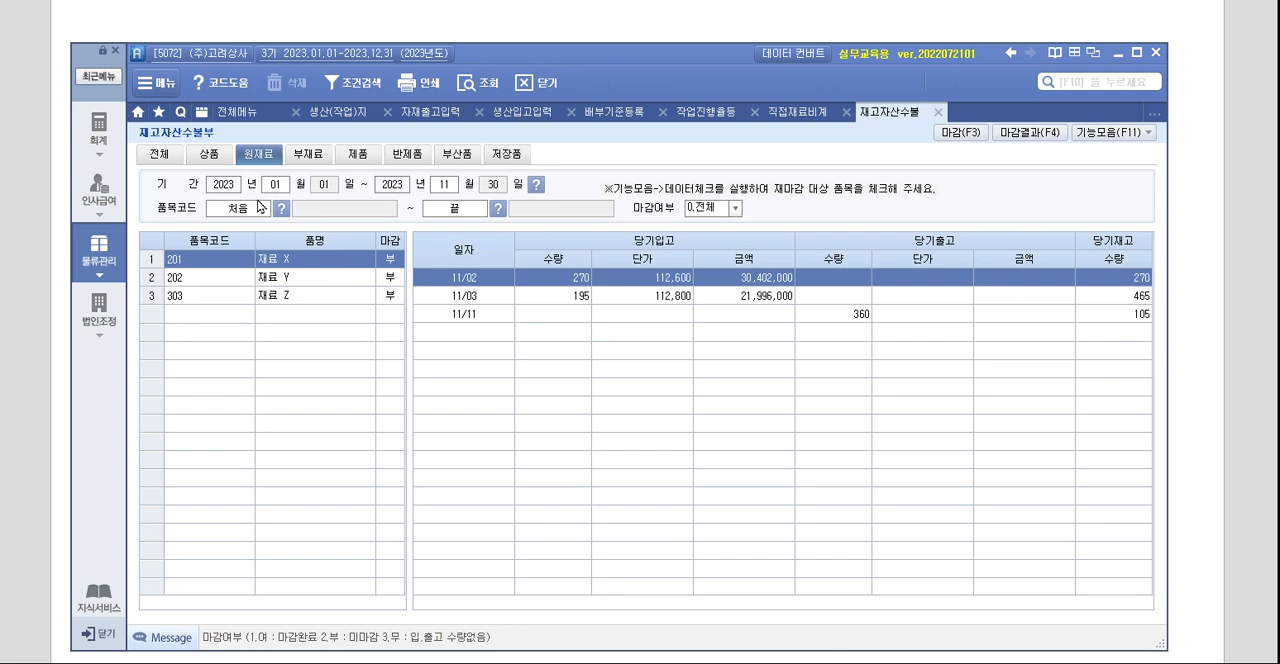 [5072] (주)고려상사 3기 2023.01.01-2023.12.31 (2023년도) 데이터 컨버트 실무교육용 ver.2022072101
최근메뉴 메뉴 코드도움 삭제 조건검색 인쇄 조회 닫기 [F10] 을 누르세요
전체메뉴 생산(작업)지 자재출고입력 생산입고입력 배부기준등록 작업진행율등 직접재료비계 재고자산수불 ...
재고자산수불부 마감(F3) 마감결과(F4) 기능모음(F11)
전체 상품 원재료 부재료 제품 반제품 부산품 저장품
기 간 2023 년 01 월 01 일 ~ 2023 년 11 월 30 일 ? ※기능모음->데이터체크를 실행하여 재마감 대상 품목을 체크해 주세요.
품목코드 처음 ? ~ 끝 ? 마감여부 0.전체
회계
인사급여
물류관리
법인조정
지식서비스
닫기
품목코드 품명 마감
1 201 재료 X 부
2 202 재료 Y 부
3 303 재료 Z 부
일자 당기입고 당기출고 당기재고
수량 단가 금액 수량 단가 금액 수량
11/02 270 112,600 30,402,000 270
11/03 195 112,800 21,996,000 465
11/11 360 105
Message 마감여부 (1.여 : 마감완료 2.부 : 미마감 3.무 : 입.출고 수량없음)